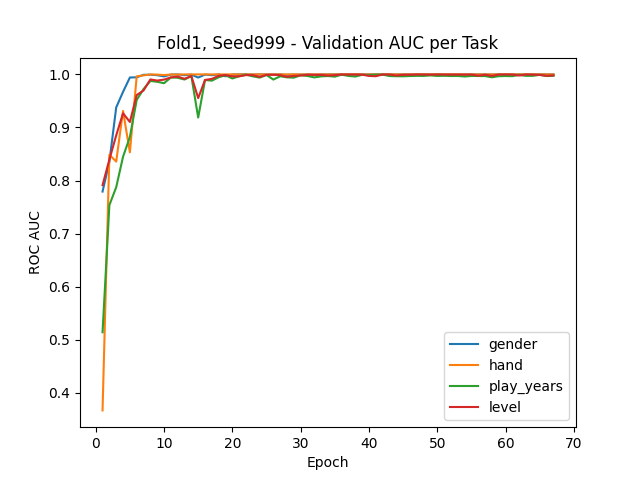 Fold1, Seed999 - Validation AUC per Task
1.0
0.9
0.8
0.7
0.6
0.5
0.4
ROC AUC
0
10
20
30
40
50
60
70
Epoch
gender
hand
play_years
level